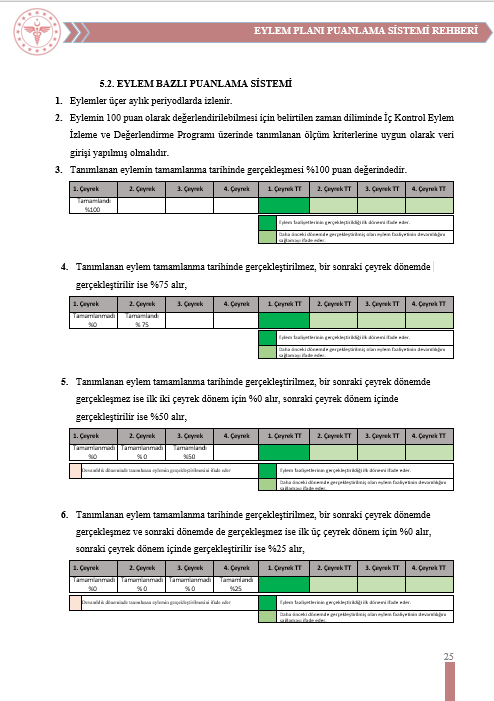 EYLEM PLANI PUANLAMA SİSTEMİ REHBERİ
5.2. EYLEM BAZLI PUANLAMA SİSTEMİ
1. Eylemler üçer aylık periyodlarda izlenir.
2. Eylemin 100 puan olarak değerlendirilebilmesi için belirtilen zaman diliminde İç Kontrol Eylem
İzleme ve Değerlendirme Programı üzerinde tanımlanan ölçüm kriterlerine uygun olarak veri
girişi yapılmış olmalıdır.
3. Tanımlanan eylemin tamamlanma tarihinde gerçekleşmesi %100 puan değerindedir.
1. Çeyrek 2. Çeyrek 3. Çeyrek 4. Çeyrek 1. Çeyrek TT 2. Çeyrek TT 3. Çeyrek TT 4. Çeyrek TT
Tamamlandı
%100
Eylem faaliyetlerinin gerçekleştirildiği ilk dönemi ifade eder.
Daha önceki dönemde gerçekleştirilmiş olan eylem faaliyetinin devamlılığını
sağlamayı ifade eder.
4. Tanımlanan eylem tamamlanma tarihinde gerçekleştirilmez, bir sonraki çeyrek dönemde
gerçekleştirilir ise %75 alır,
1. Çeyrek 2. Çeyrek 3. Çeyrek 4. Çeyrek 1. Çeyrek TT 2. Çeyrek TT 3. Çeyrek TT 4. Çeyrek TT
Tamamlanmadı Tamamlandı
%0 % 75
Eylem faaliyetlerinin gerçekleştirildiği ilk dönemi ifade eder.
Daha önceki dönemde gerçekleştirilmiş olan eylem faaliyetinin devamlılığını
sağlamayı ifade eder.
5. Tanımlanan eylem tamamlanma tarihinde gerçekleştirilmez, bir sonraki çeyrek dönemde
gerçekleşmez ise ilk iki çeyrek dönem için %0 alır, sonraki çeyrek dönem içinde
gerçekleştirilir ise %50 alır,
1. Çeyrek 2. Çeyrek 3. Çeyrek 4. Çeyrek 1. Çeyrek TT 2. Çeyrek TT 3. Çeyrek TT 4. Çeyrek TT
Tamamlanmadı Tamamlanmadı Tamamlandı
%0 % 0 %50
döneminde tanımlanan eylemin gerçekleştirilmesini ifade eder
Eylem faaliyetlerinin gerçekleştirildiği ilk dönemi ifade eder.
Daha önceki dönemde gerçekleştirilmiş olan eylem faaliyetinin devamlılığını
sağlamayı ifade eder.
6. Tanımlanan eylem tamamlanma tarihinde gerçekleştirilmez, bir sonraki çeyrek dönemde
gerçekleşmez ve sonraki dönemde de gerçekleşmez ise ilk üç çeyrek dönem için %0 alır,
sonraki çeyrek dönem içinde gerçekleştirilir ise %25 alır,
1. Çeyrek 2. Çeyrek 3. Çeyrek 4. Çeyrek 1. Çeyrek TT 2. Çeyrek TT 3. Çeyrek TT 4. Çeyrek TT
Tamamlanmadı Tamamlanmadı Tamamlanmadı Tamamlandı
%0 % 0 % 0 %25
döneminde tanımlanan eylemin gerçekleştirilmesini ifade eder
Eylem faaliyetlerinin gerçekleştirildiği ilk dönemi ifade eder.
Daha önceki dönemde gerçekleştirilmiş olan eylem faaliyetinin devamlılığını
sağlamayı ifade eder.
25